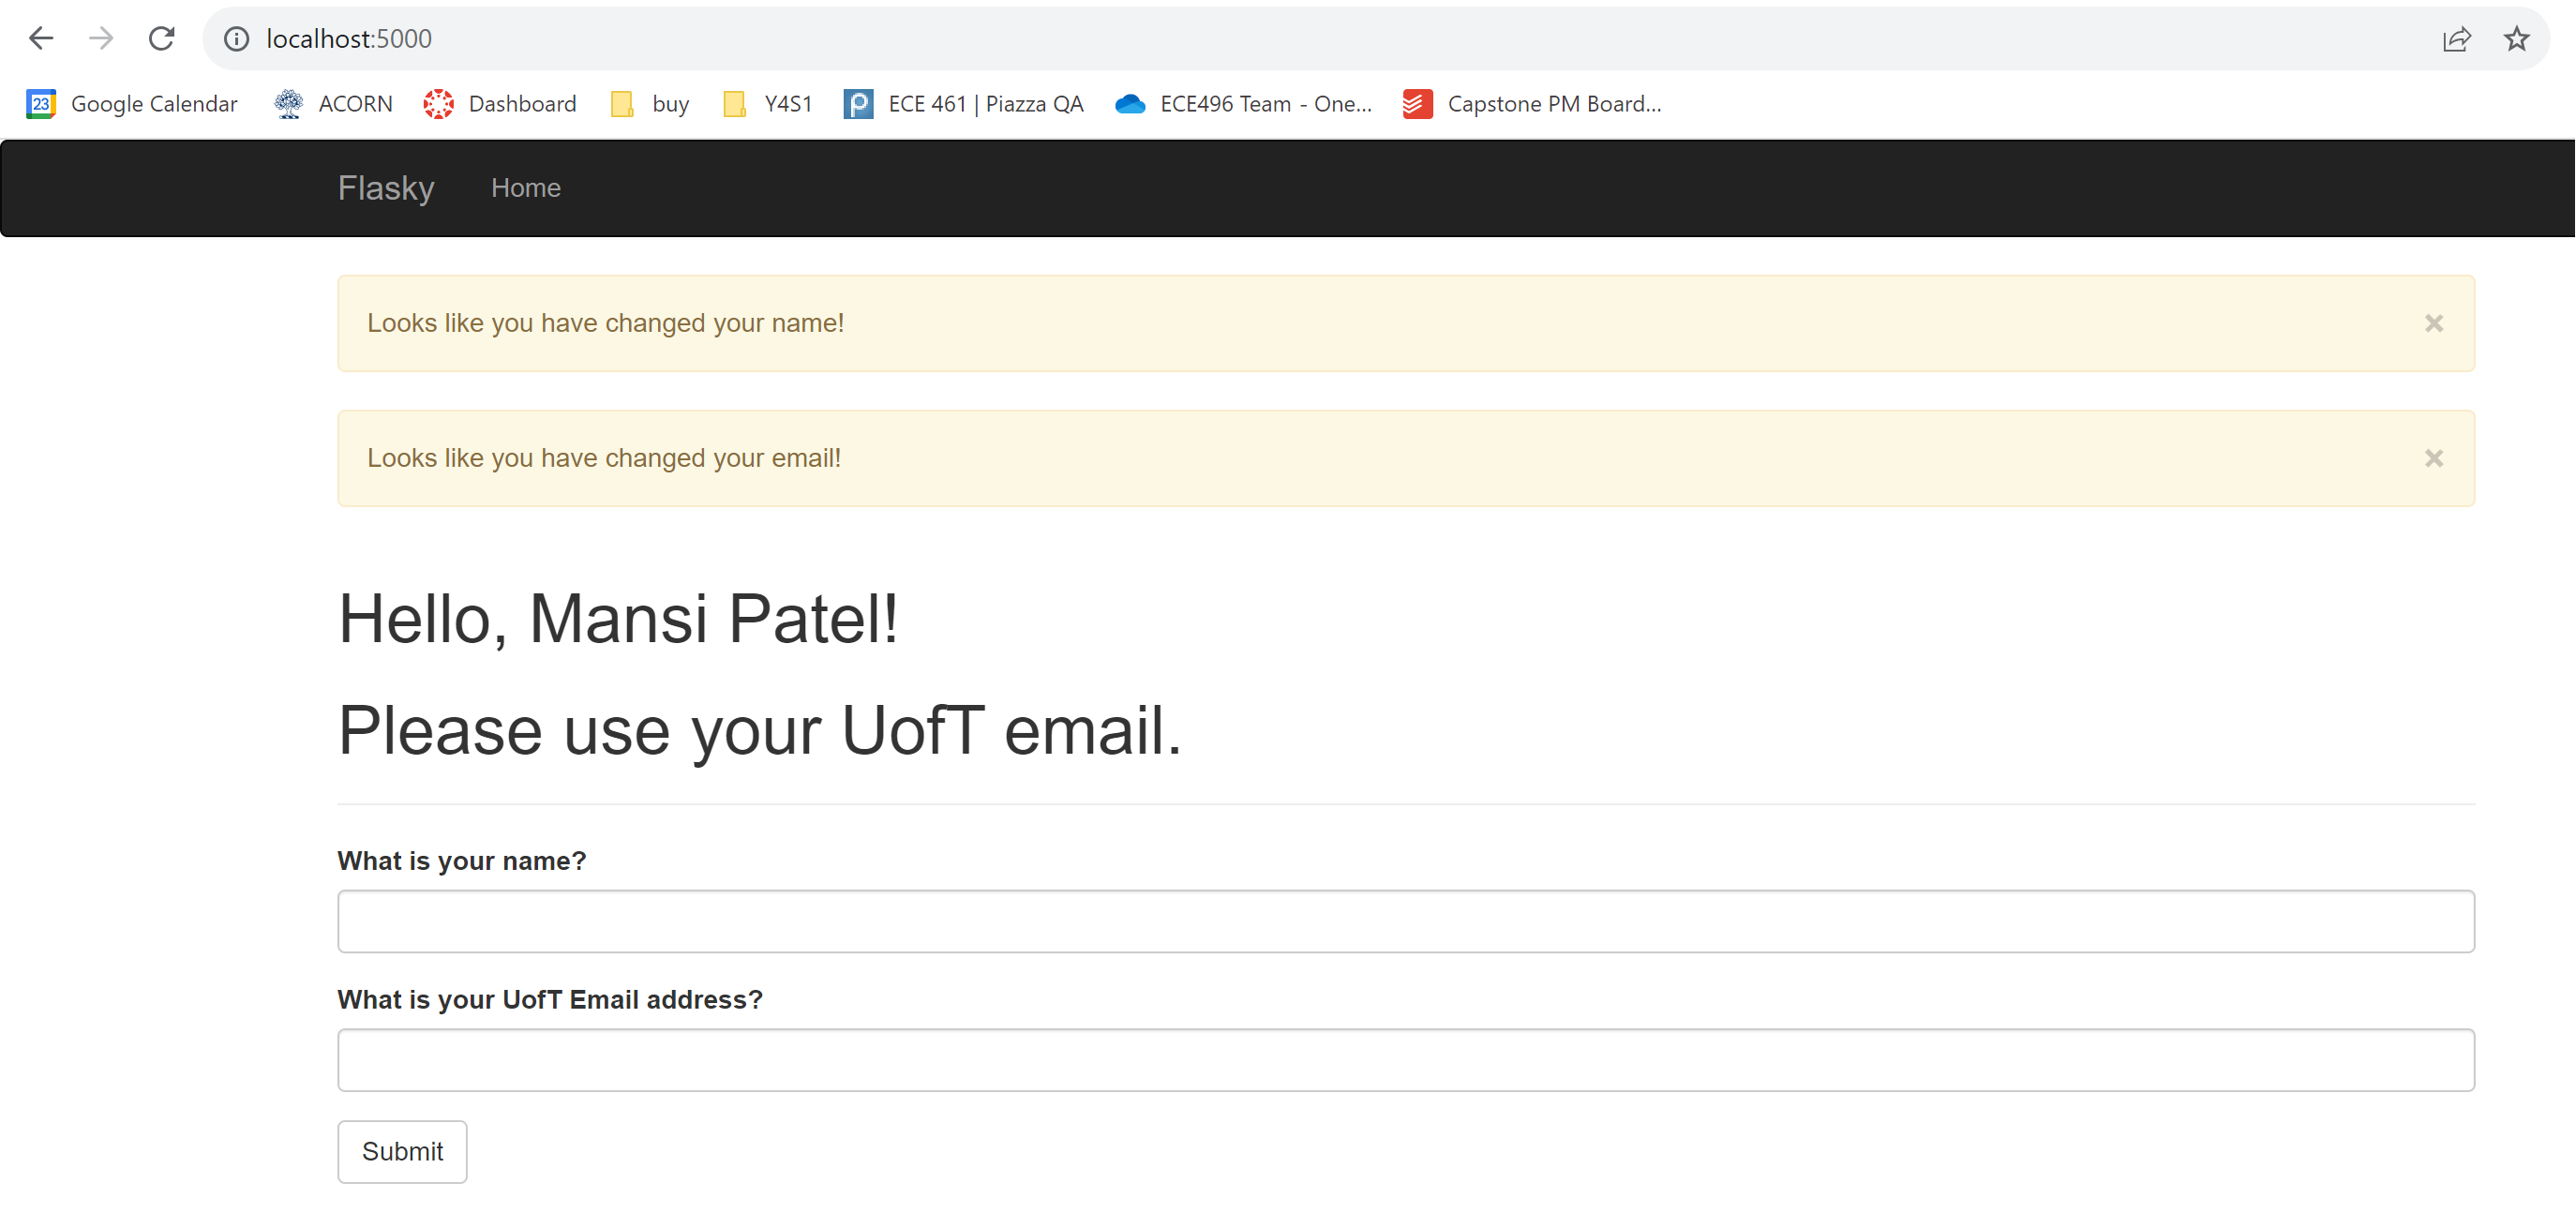 localhost:5000
23 Google Calendar ACORN Dashboard buy Y4S1 ECE 461 | Piazza QA ECE496 Team - One... Capstone PM Board...
Flasky Home
Looks like you have changed your name! ×
Looks like you have changed your email! ×
Hello, Mansi Patel!
Please use your UofT email.
What is your name?
What is your UofT Email address?
Submit